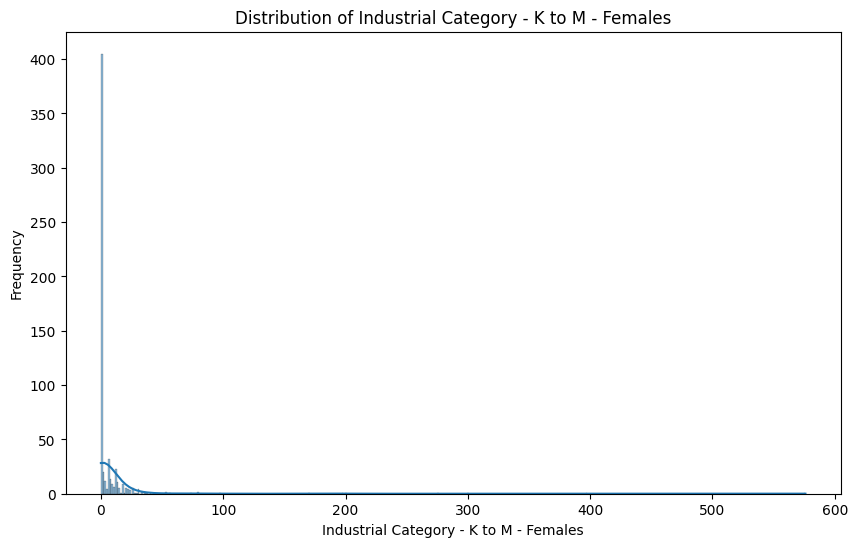 Distribution of Industrial Category - K to M - Females
400
350
300
250
200
150
100
50
0
Frequency
0 100 200 300 400 500 600
Industrial Category - K to M - Females